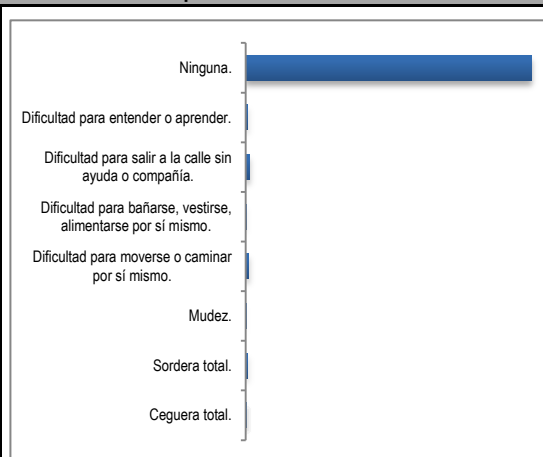 Ninguna.
Dificultad para entender o aprender.
Dificultad para salir a la calle sin
ayuda o compañía.
Dificultad para bañarse, vestirse,
alimentarse por sí mismo.
Dificultad para moverse o caminar
por sí mismo.
Mudez.
Sordera total.
Ceguera total.